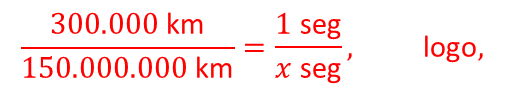 300.000 km / 150.000.000 km = 1 seg / x seg, logo,